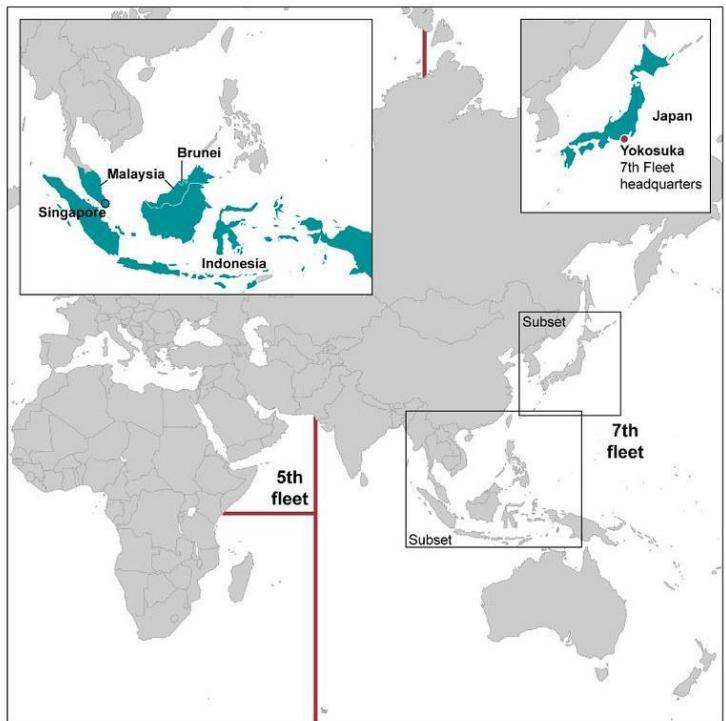 Brunei
Malaysia
Singapore
Indonesia
Japan
Yokosuka
7th Fleet
headquarters
Subset
7th
fleet
5th
fleet
Subset